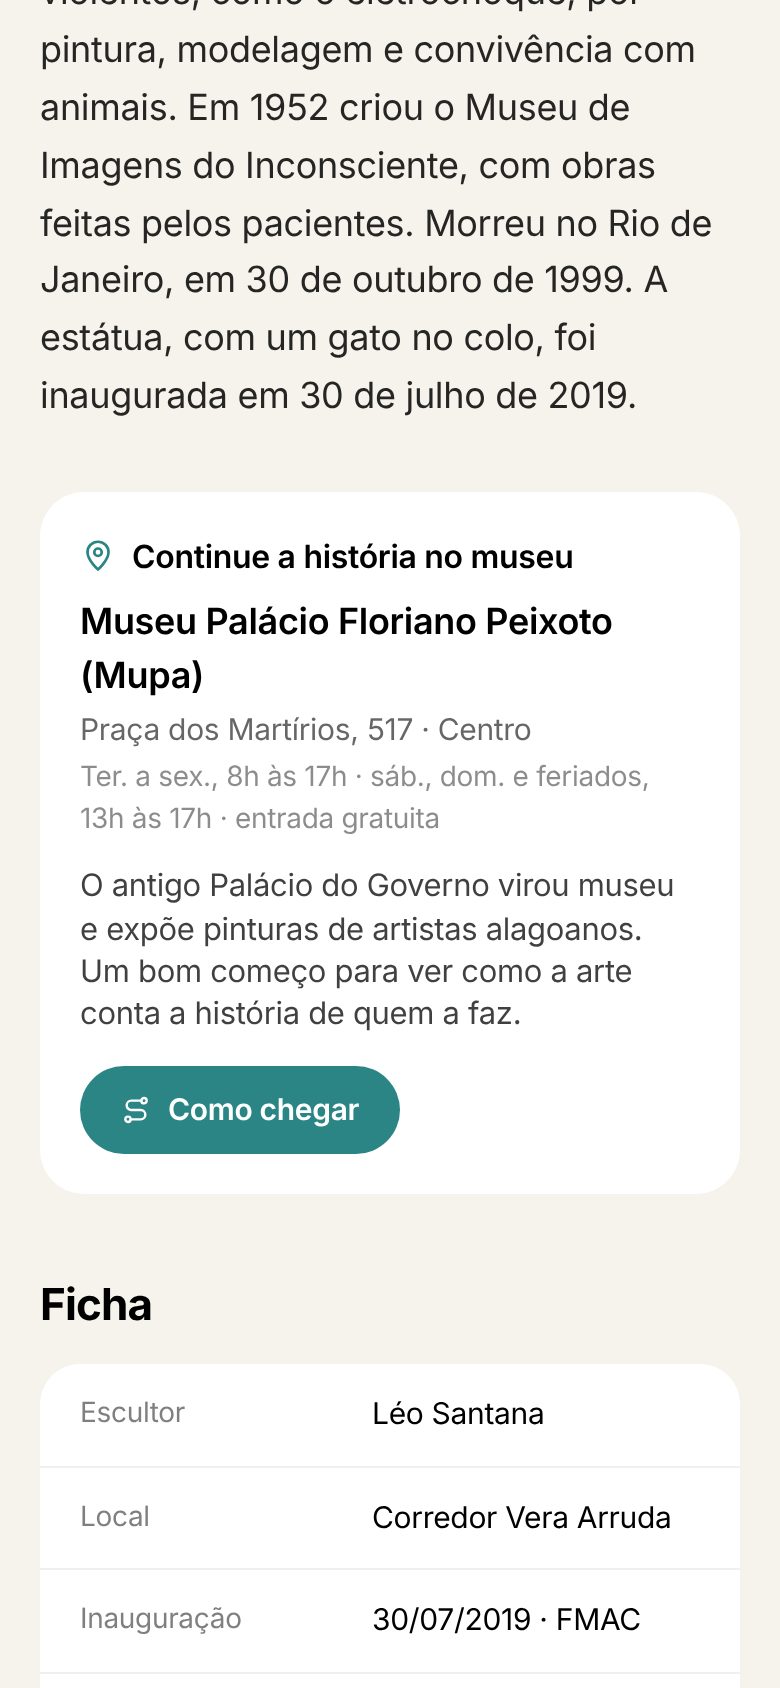 violentos, como o eletrochoque, por
pintura, modelagem e convivência com
animais. Em 1952 criou o Museu de
Imagens do Inconsciente, com obras
feitas pelos pacientes. Morreu no Rio de
Janeiro, em 30 de outubro de 1999. A
estátua, com um gato no colo, foi
inaugurada em 30 de julho de 2019.
Continue a história no museu
Museu Palácio Floriano Peixoto
(Mupa)
Praça dos Martírios, 517 · Centro
Ter. a sex., 8h às 17h · sáb., dom. e feriados,
13h às 17h · entrada gratuita
O antigo Palácio do Governo virou museu
e expõe pinturas de artistas alagoanos.
Um bom começo para ver como a arte
conta a história de quem a faz.
Como chegar
Ficha
Escultor Léo Santana
Local Corredor Vera Arruda
Inauguração 30/07/2019 · FMAC